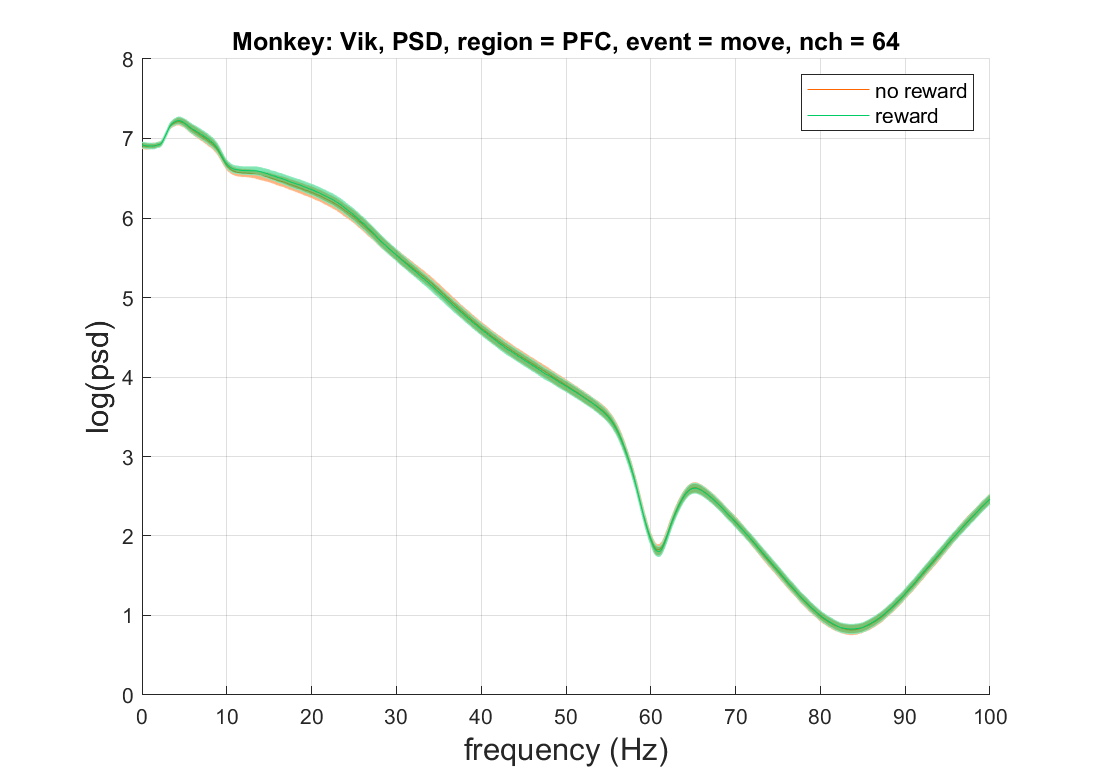 Monkey: Vik, PSD, region = PFC, event = move, nch = 64
no reward
reward
log(psd)
8
7
6
5
4
3
2
1
0
0 10 20 30 40 50 60 70 80 90 100
frequency (Hz)